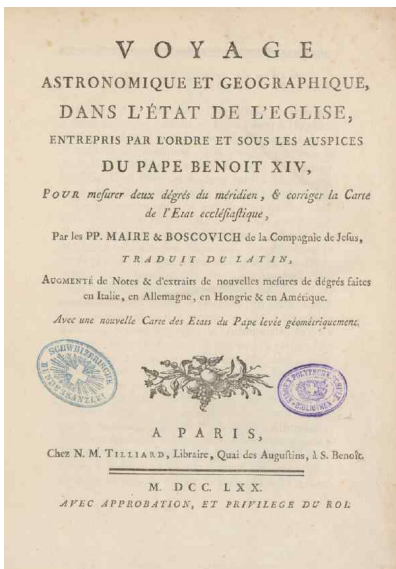 VOYAGE
ASTRONOMIQUE ET GEOGRAPHIQUE,
DANS L'ÉTAT DE L'EGLISE,
ENTREPRIS PAR L'ORDRE ET SOUS LES AUSPICES
DU PAPE BENOIT XIV,
POUR meſurer deux dégrés du méridien, & corriger la Carte
de l'Etat eccléſiaſtique,
Par les PP. MAIRE & BOSCOVICH de la Compagnie de Jeſus,
TRADUIT DU LATIN,
AUGMENTÉ de Notes & d'extraits de nouvelles meſures de dégrés faites
en Italie, en Allemagne, en Hongrie & en Amérique.
Avec une nouvelle Carte des Etats du Pape levée géométriquement.
SCHWEIZERISCHE
BUNDESKANZLEI
A PARIS,
Chez N. M. TILLIARD, Libraire, Quai des Auguſtins, à S. Benoît.
M. DCC. LXX.
AVEC APPROBATION, ET PRIVILEGE DU ROI.